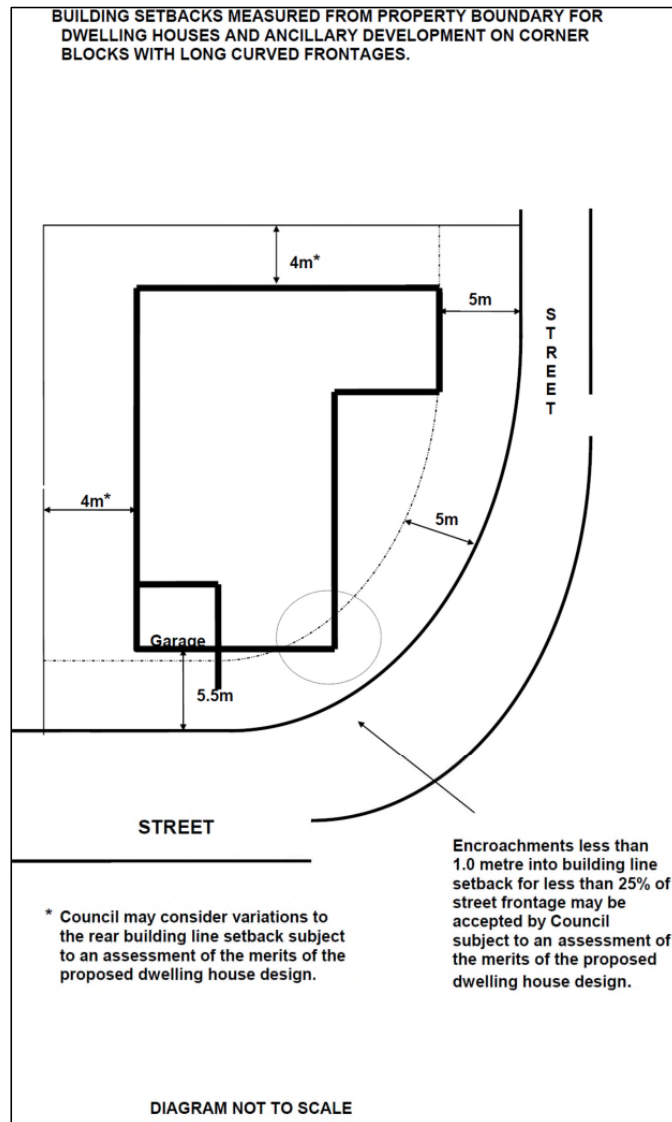 BUILDING SETBACKS MEASURED FROM PROPERTY BOUNDARY FOR
DWELLING HOUSES AND ANCILLARY DEVELOPMENT ON CORNER
BLOCKS WITH LONG CURVED FRONTAGES.
4m*
5m
STREET
4m*
5m
Garage
5.5m
STREET
Encroachments less than
1.0 metre into building line
setback for less than 25% of
street frontage may be
accepted by Council
subject to an assessment of
the merits of the proposed
dwelling house design.
* Council may consider variations to
the rear building line setback subject
to an assessment of the merits of the
proposed dwelling house design.
DIAGRAM NOT TO SCALE